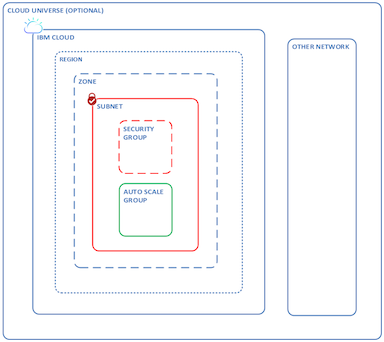 CLOUD UNIVERSE (OPTIONAL)
IBM CLOUD
OTHER NETWORK
REGION
ZONE
SUBNET
SECURITY
GROUP
AUTO SCALE
GROUP